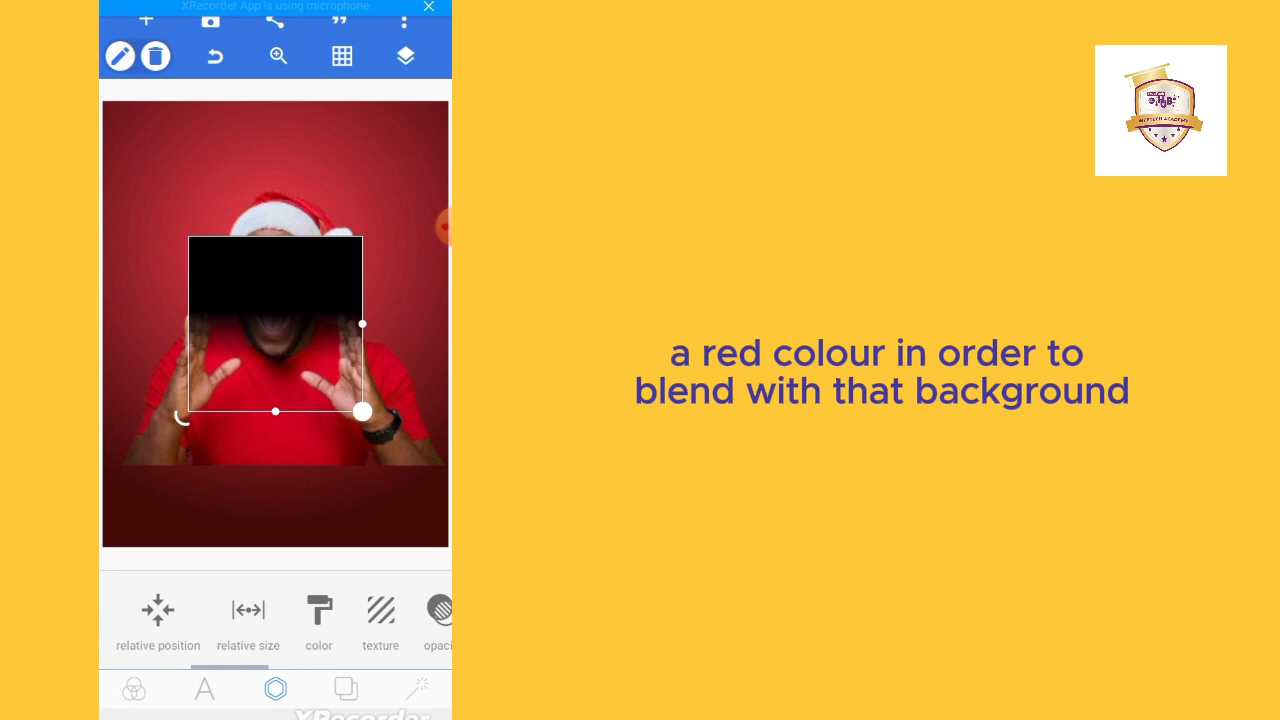 XRecorder App is using microphone
a red colour in order to
blend with that background
relative position
relative size
color
texture
opaci
XRecorder